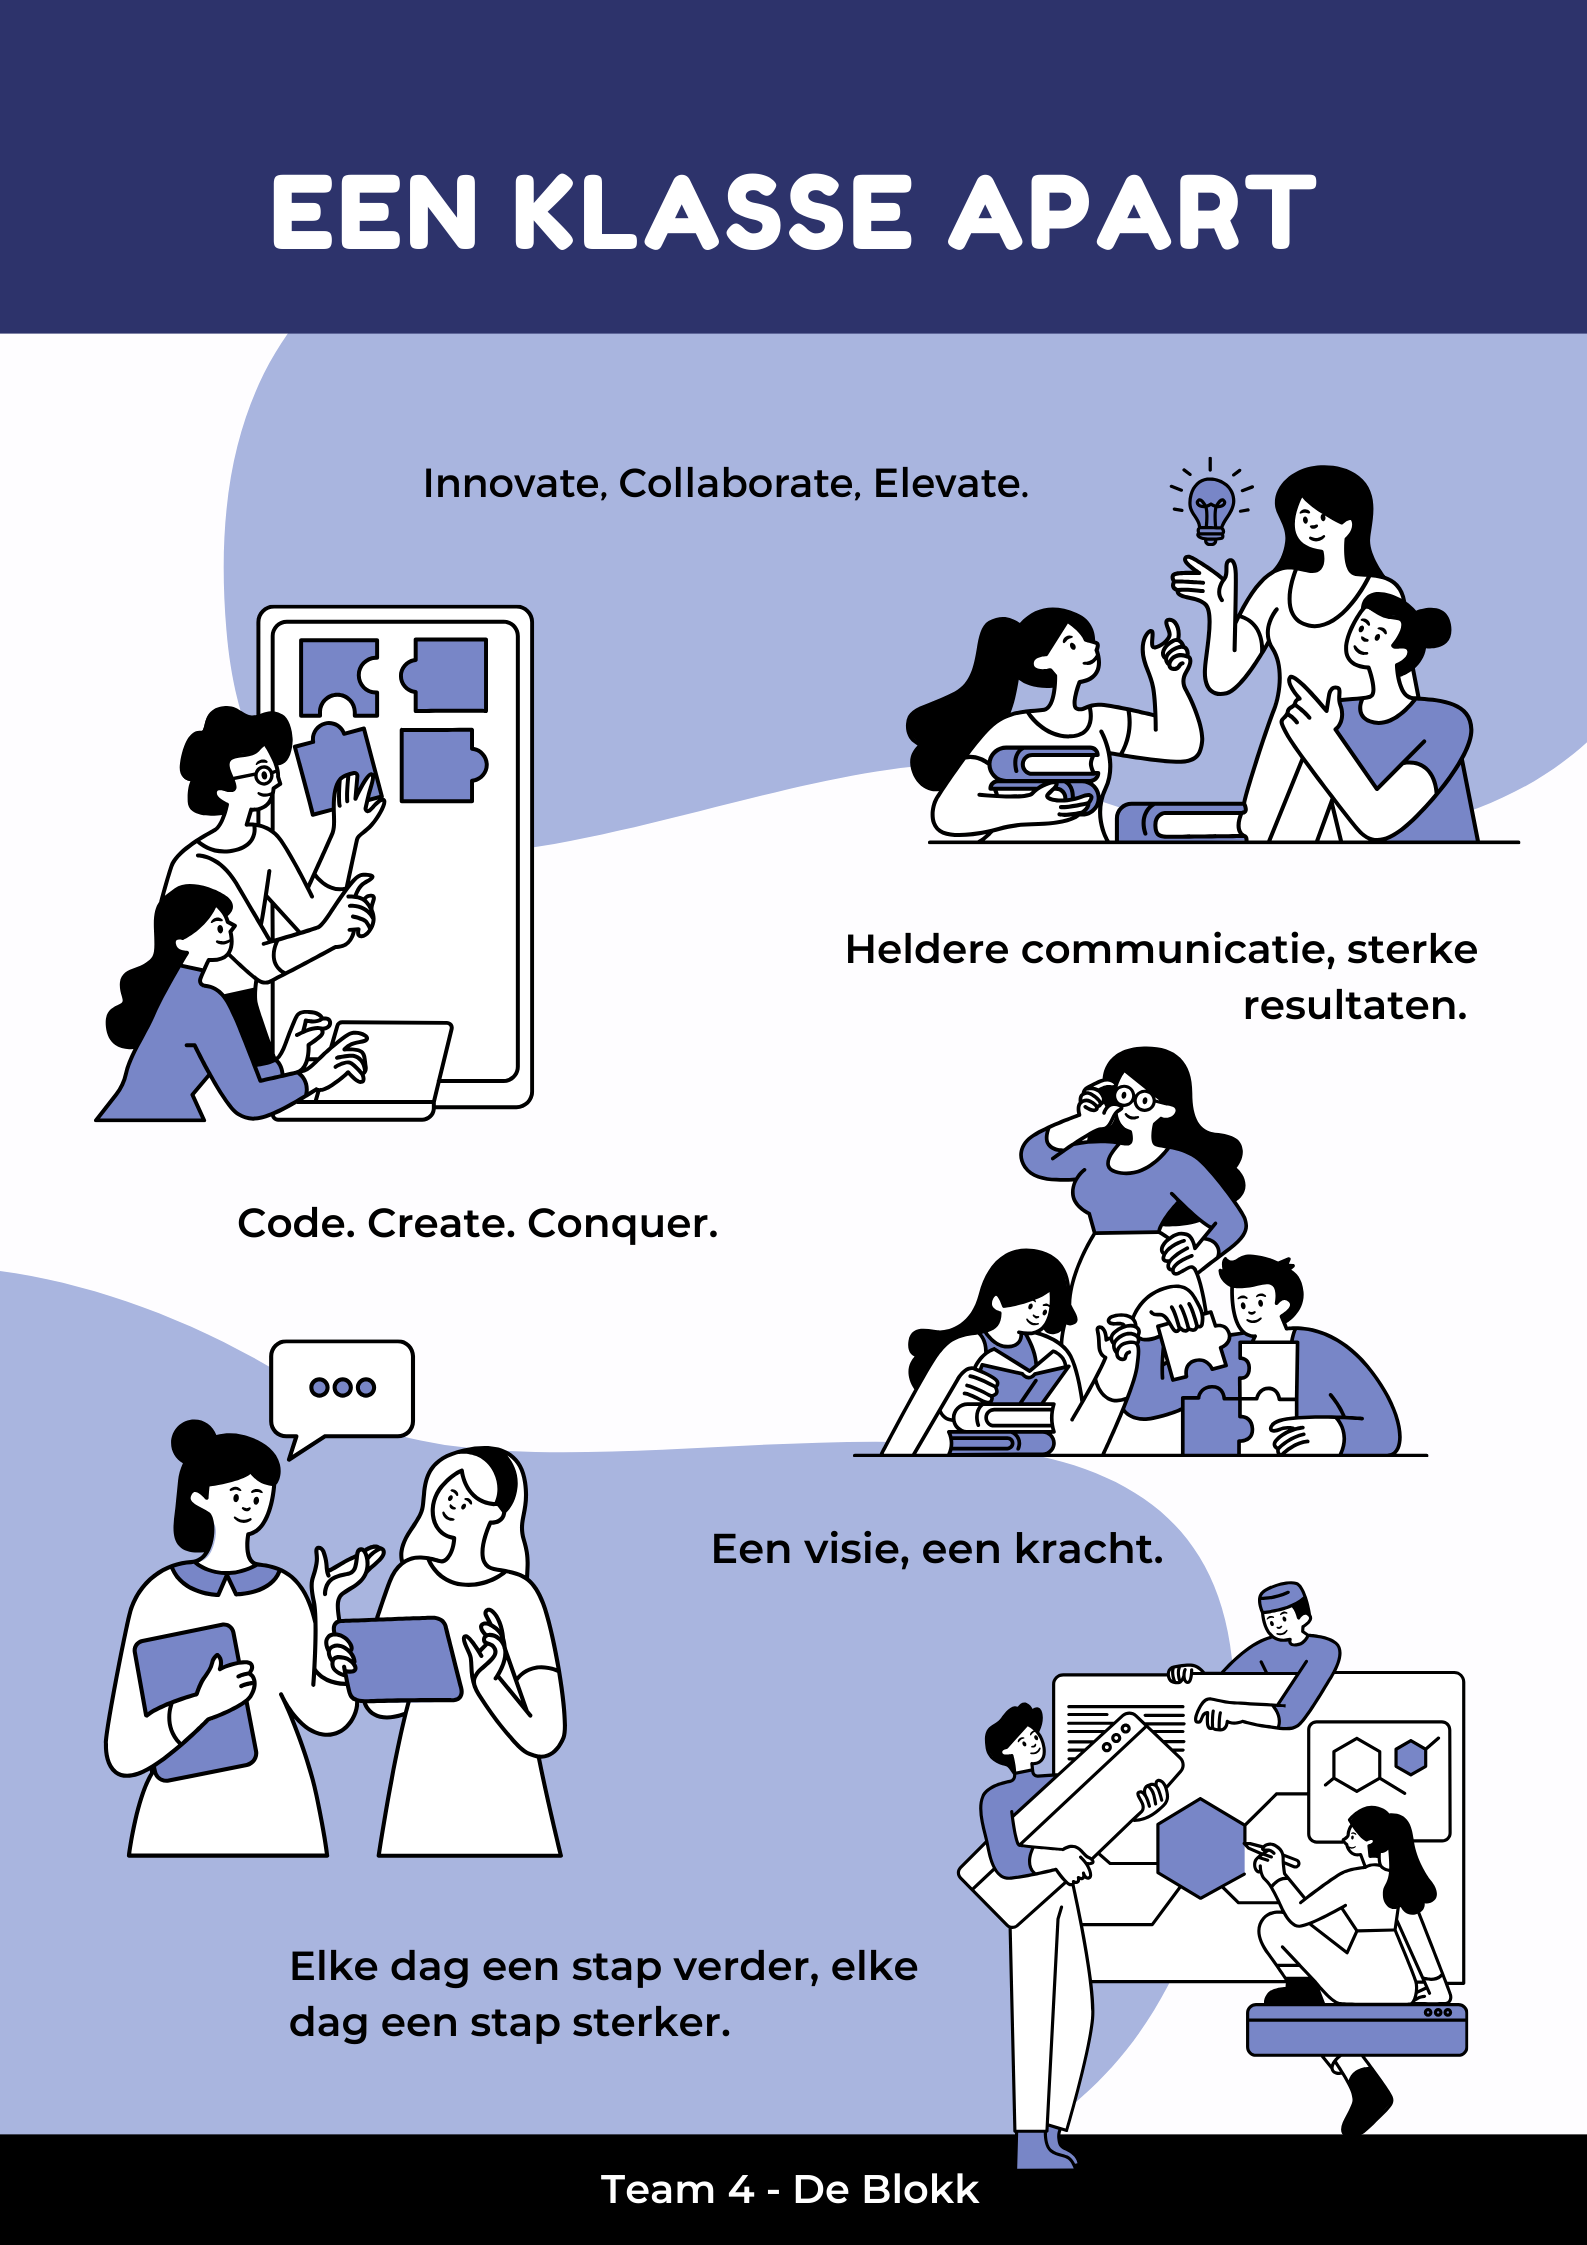 EEN KLASSE APART
Innovate, Collaborate, Elevate.
Heldere communicatie, sterke
resultaten.
Code. Create. Conquer.
Een visie, een kracht.
Elke dag een stap verder, elke
dag een stap sterker.
Team 4 - De Blokk